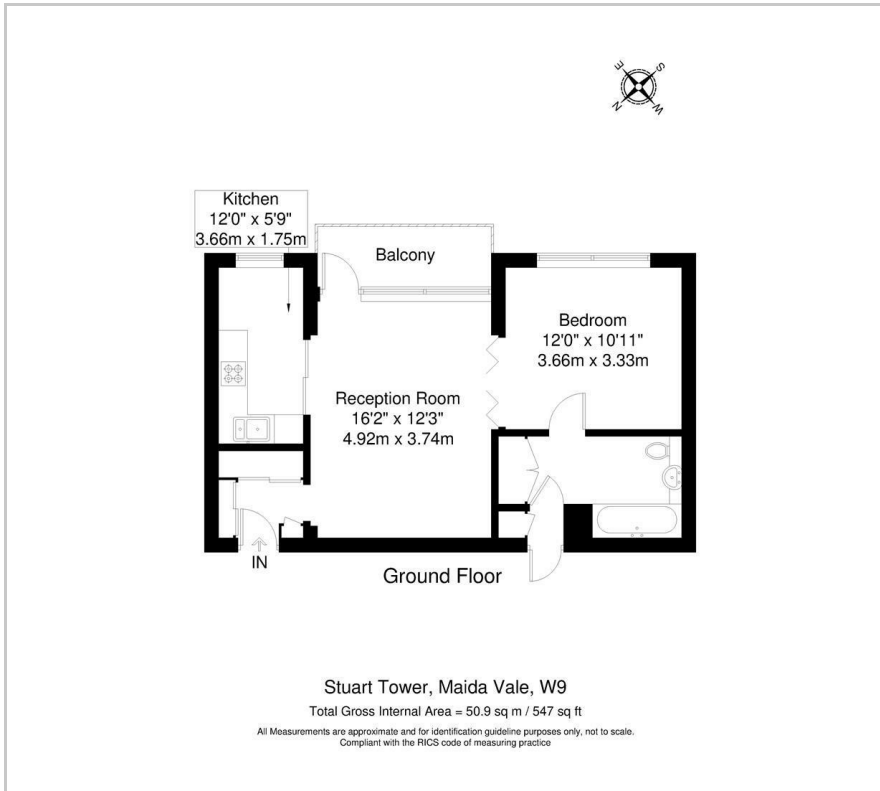 E
S
N
W
Kitchen
12'0" x 5'9"
3.66m x 1.75m
Balcony
Bedroom
12'0" x 10'11"
3.66m x 3.33m
Reception Room
16'2" x 12'3"
4.92m x 3.74m
IN
Ground Floor
Stuart Tower, Maida Vale, W9
Total Gross Internal Area = 50.9 sq m / 547 sq ft
All Measurements are approximate and for identification guideline purposes only, not to scale.
Compliant with the RICS code of measuring practice